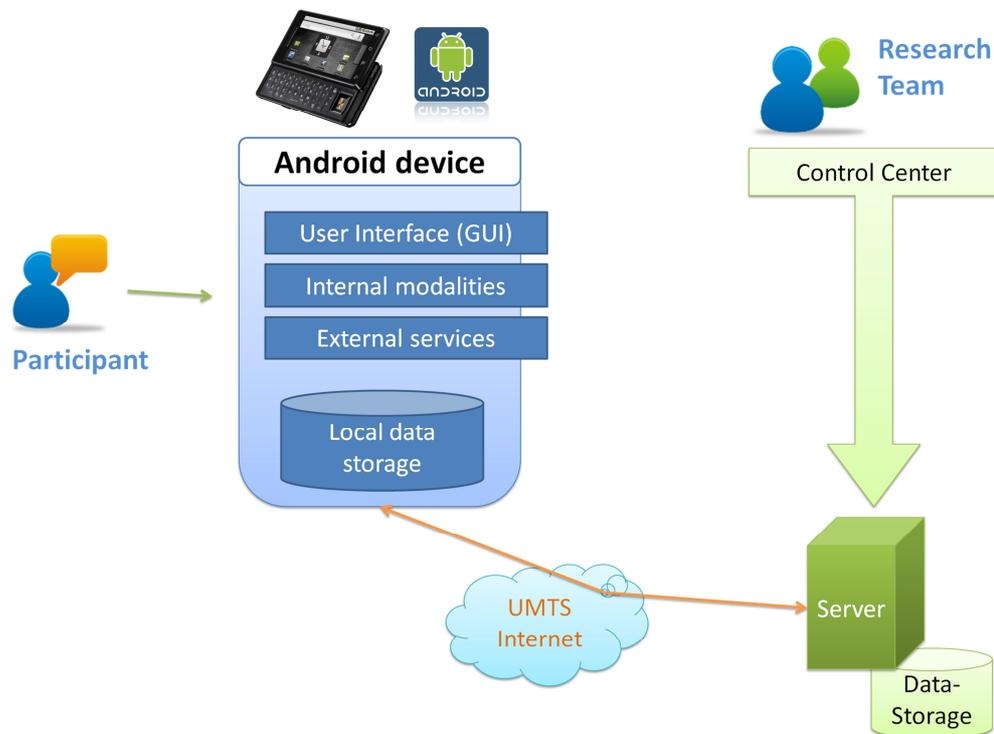 android
Research
Team
Android device
Control Center
User Interface (GUI)
Internal modalities
External services
Participant
Local data
storage
UMTS
Internet
Server
Data-
Storage